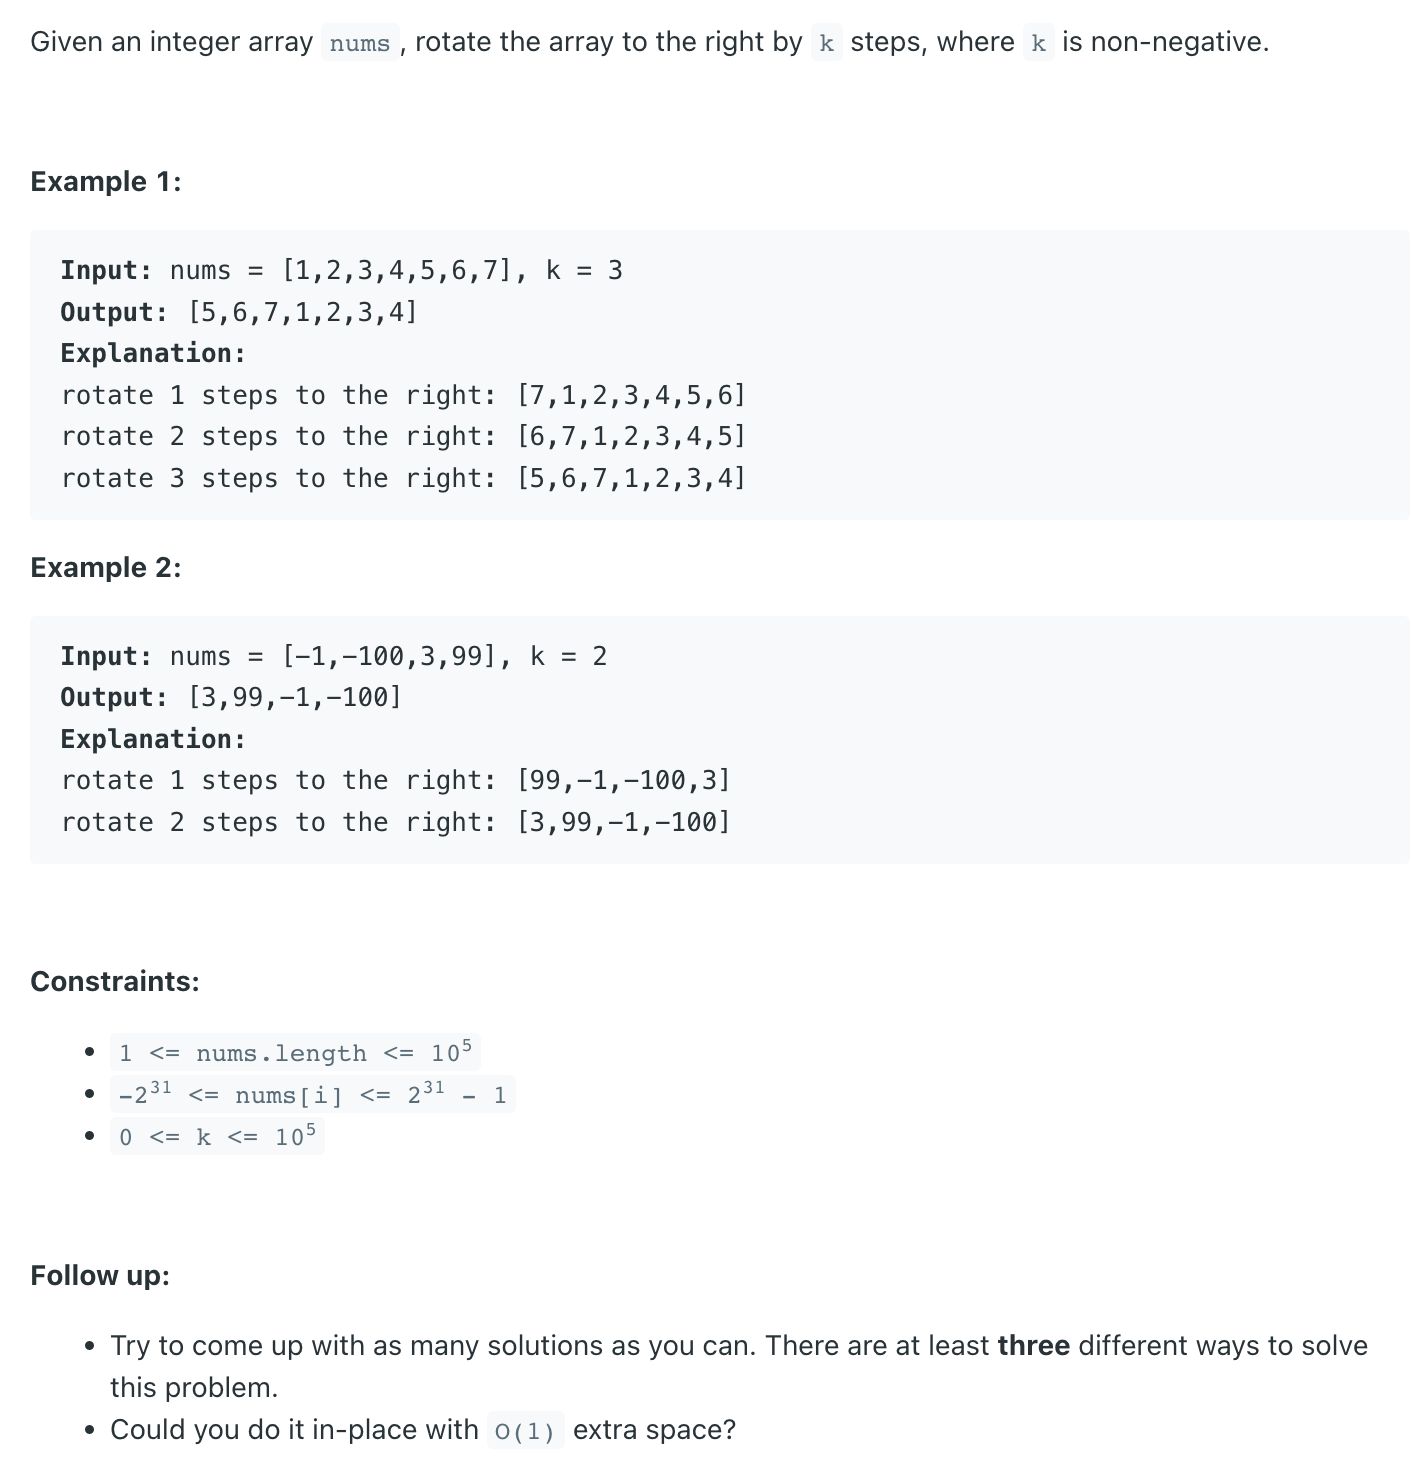 Given an integer array nums , rotate the array to the right by k steps, where k is non-negative.
Example 1:
Input: nums = [1,2,3,4,5,6,7], k = 3
Output: [5,6,7,1,2,3,4]
Explanation:
rotate 1 steps to the right: [7,1,2,3,4,5,6]
rotate 2 steps to the right: [6,7,1,2,3,4,5]
rotate 3 steps to the right: [5,6,7,1,2,3,4]
Example 2:
Input: nums = [-1,-100,3,99], k = 2
Output: [3,99,-1,-100]
Explanation:
rotate 1 steps to the right: [99,-1,-100,3]
rotate 2 steps to the right: [3,99,-1,-100]
Constraints:
• 1 <= nums.length <= 10⁵
• -2³¹ <= nums[i] <= 2³¹ - 1
• 0 <= k <= 10⁵
Follow up:
• Try to come up with as many solutions as you can. There are at least three different ways to solve
this problem.
• Could you do it in-place with O(1) extra space?